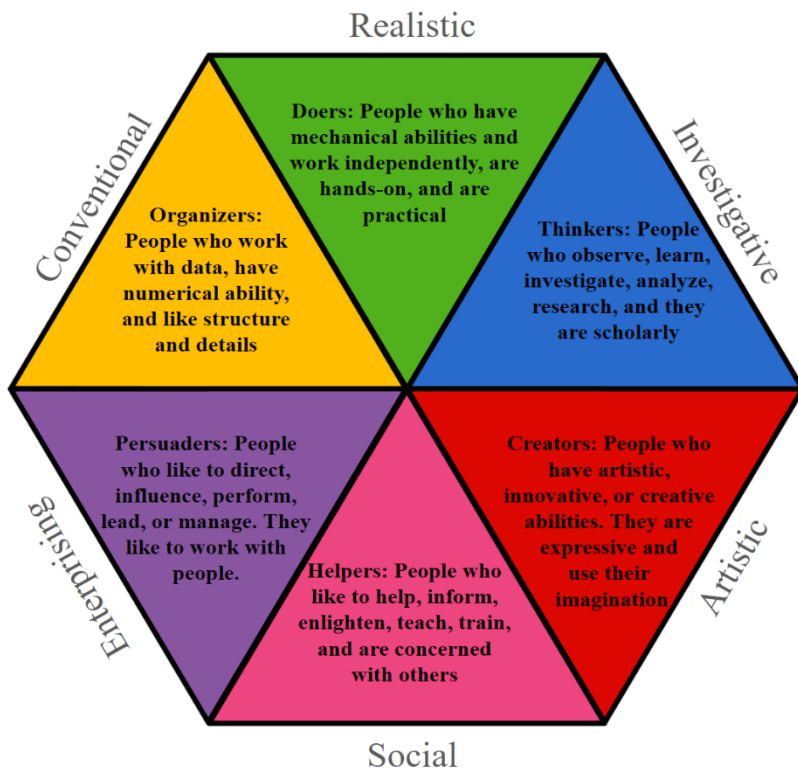 Realistic
Doers: People who have
mechanical abilities and
work independently, are
hands-on, and are
practical
Investigative
Thinkers: People
who observe, learn,
investigate, analyze,
research, and they
are scholarly
Artistic
Creators: People who
have artistic,
innovative, or creative
abilities. They are
expressive and
use their
imagination
Social
Helpers: People who
like to help, inform,
enlighten, teach, train,
and are concerned
with others
Enterprising
Persuaders: People
who like to direct,
influence, perform,
lead, or manage. They
like to work with
people.
Conventional
Organizers:
People who work
with data, have
numerical ability,
and like structure
and details